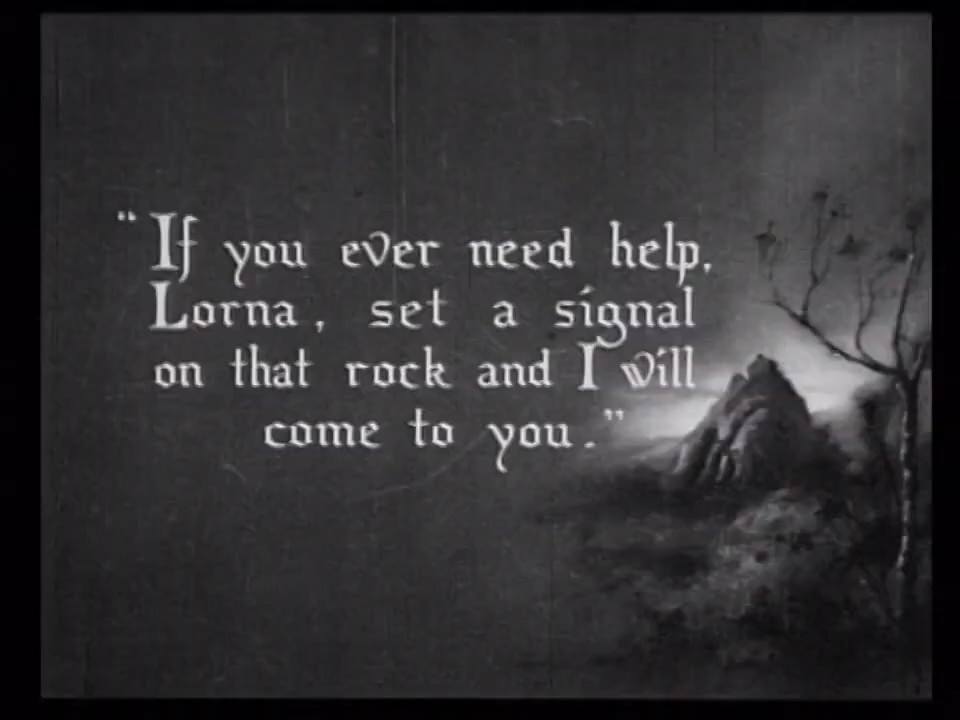 "If you ever need help,
Lorna, set a signal
on that rock and I will
come to you."